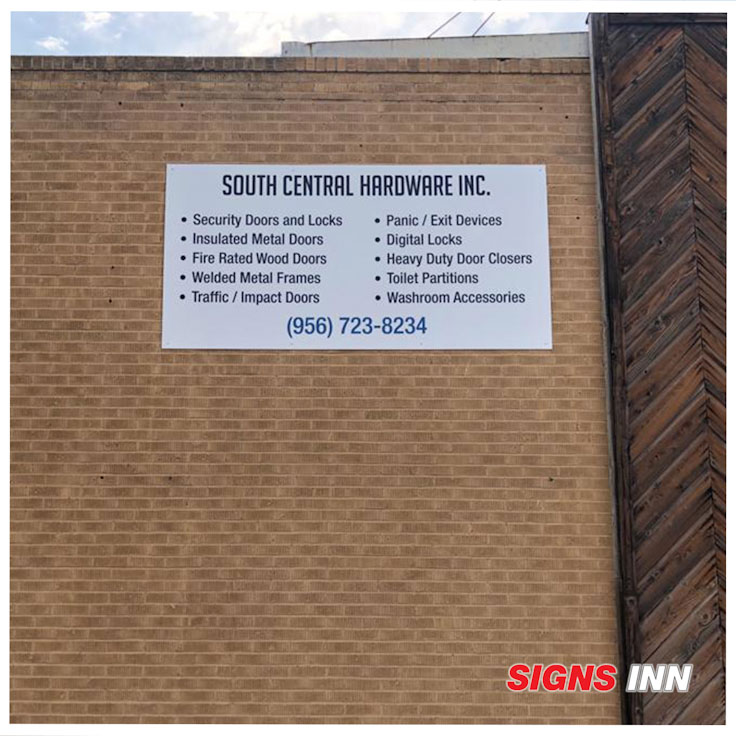 SOUTH CENTRAL HARDWARE INC.
• Security Doors and Locks
• Insulated Metal Doors
• Fire Rated Wood Doors
• Welded Metal Frames
• Traffic / Impact Doors
• Panic / Exit Devices
• Digital Locks
• Heavy Duty Door Closers
• Toilet Partitions
• Washroom Accessories
(956) 723-8234
SIGNS INN